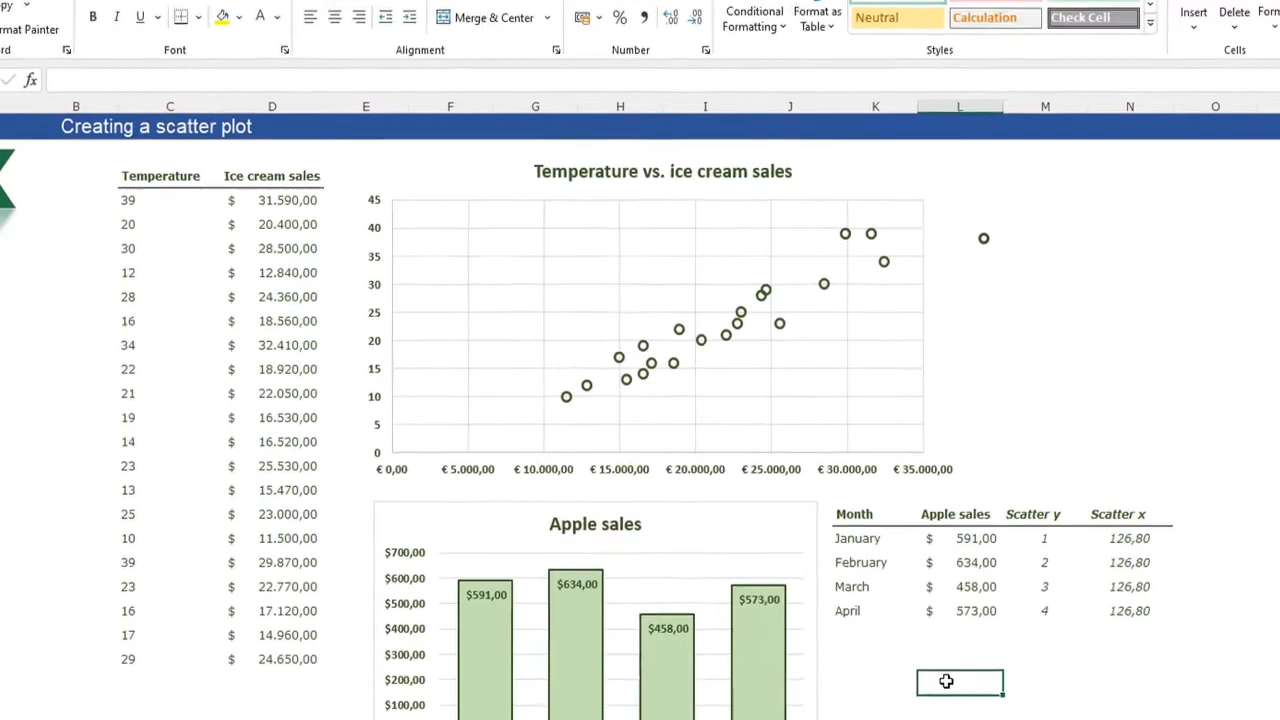 opy
ormat Painter
rd
B I U
A
Font
Merge & Center
Alignment
%
Number
Conditional Formatting
Format as Table
Neutral
Calculation
Check Cell
Styles
Insert
Delete
Form
Cells
fx
B C D E F G H I J K L M N O
Creating a scatter plot
Temperature Ice cream sales
39 $ 31.590,00
20 $ 20.400,00
30 $ 28.500,00
12 $ 12.840,00
28 $ 24.360,00
16 $ 18.560,00
34 $ 32.410,00
22 $ 18.920,00
21 $ 22.050,00
19 $ 16.530,00
14 $ 16.520,00
23 $ 25.530,00
13 $ 15.470,00
25 $ 23.000,00
10 $ 11.500,00
39 $ 29.870,00
23 $ 22.770,00
16 $ 17.120,00
17 $ 14.960,00
29 $ 24.650,00
Temperature vs. ice cream sales
45
40
35
30
25
20
15
10
5
0
€ 0,00 € 5.000,00 € 10.000,00 € 15.000,00 € 20.000,00 € 25.000,00 € 30.000,00 € 35.000,00
Apple sales
$700,00
$600,00
$500,00
$400,00
$300,00
$200,00
$100,00
$591,00
$634,00
$458,00
$573,00
Month Apple sales Scatter y Scatter x
January $ 591,00 1 126,80
February $ 634,00 2 126,80
March $ 458,00 3 126,80
April $ 573,00 4 126,80